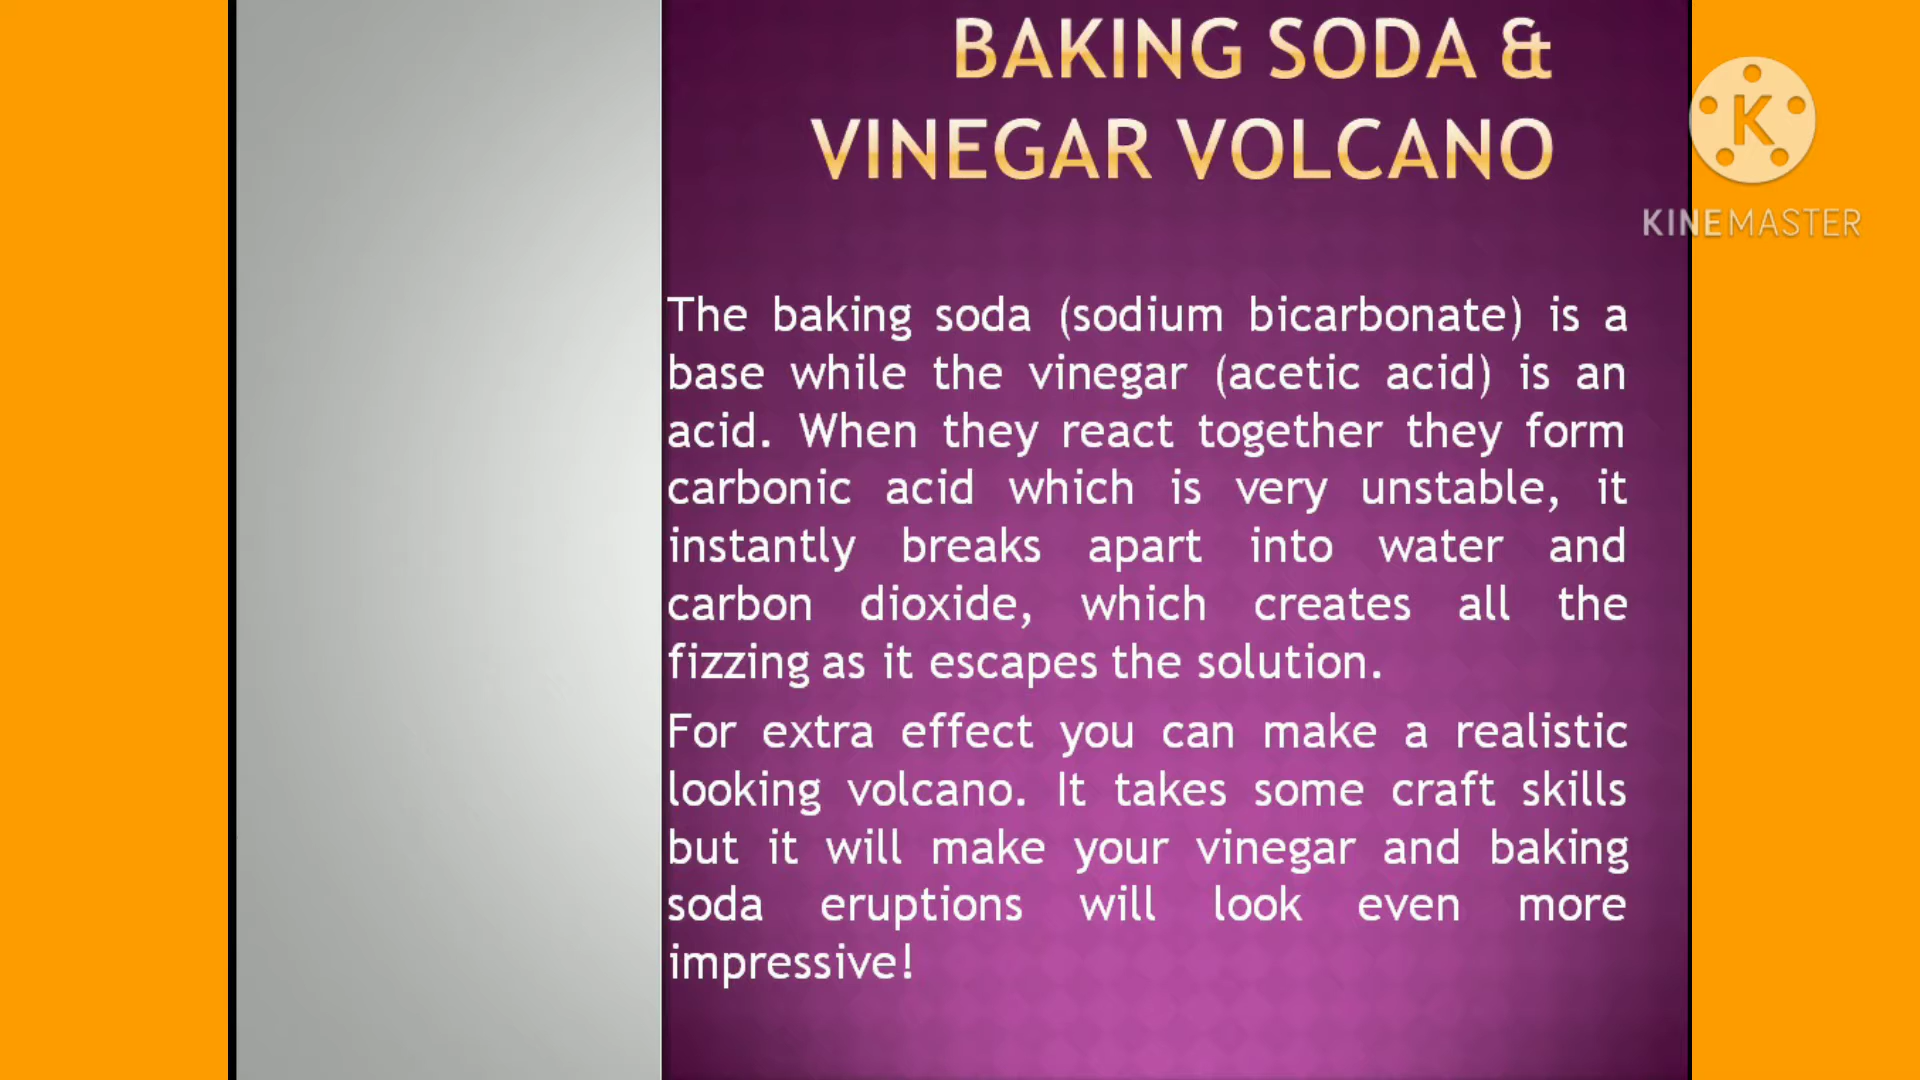 BAKING SODA &
VINEGAR VOLCANO
K
KINEMASTER
The baking soda (sodium bicarbonate) is a
base while the vinegar (acetic acid) is an
acid. When they react together they form
carbonic acid which is very unstable, it
instantly breaks apart into water and
carbon dioxide, which creates all the
fizzing as it escapes the solution.
For extra effect you can make a realistic
looking volcano. It takes some craft skills
but it will make your vinegar and baking
soda eruptions will look even more
impressive!